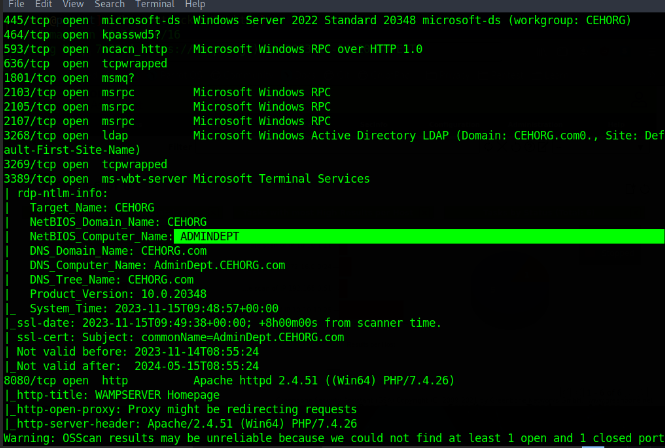 File Edit View Search Terminal Help
445/tcp open microsoft-ds Windows Server 2022 Standard 20348 microsoft-ds (workgroup: CEHORG)
464/tcp open kpasswd5?
593/tcp open ncacn_http Microsoft Windows RPC over HTTP 1.0
636/tcp open tcpwrapped
1801/tcp open msmq?
2103/tcp open msrpc Microsoft Windows RPC
2105/tcp open msrpc Microsoft Windows RPC
2107/tcp open msrpc Microsoft Windows RPC
3268/tcp open ldap Microsoft Windows Active Directory LDAP (Domain: CEHORG.com0., Site: Def
ault-First-Site-Name)
3269/tcp open tcpwrapped
3389/tcp open ms-wbt-server Microsoft Terminal Services
| rdp-ntlm-info:
|   Target_Name: CEHORG
|   NetBIOS_Domain_Name: CEHORG
|   NetBIOS_Computer_Name: ADMINDEPT
|   DNS_Domain_Name: CEHORG.com
|   DNS_Computer_Name: AdminDept.CEHORG.com
|   DNS_Tree_Name: CEHORG.com
|   Product_Version: 10.0.20348
|_  System_Time: 2023-11-15T09:48:57+00:00
|_ssl-date: 2023-11-15T09:49:38+00:00; +8h00m00s from scanner time.
| ssl-cert: Subject: commonName=AdminDept.CEHORG.com
| Not valid before: 2023-11-14T08:55:24
|_Not valid after:  2024-05-15T08:55:24
8080/tcp open http Apache httpd 2.4.51 ((Win64) PHP/7.4.26)
|_http-title: WAMPSERVER Homepage
|_http-open-proxy: Proxy might be redirecting requests
|_http-server-header: Apache/2.4.51 (Win64) PHP/7.4.26
Warning: OSScan results may be unreliable because we could not find at least 1 open and 1 closed port